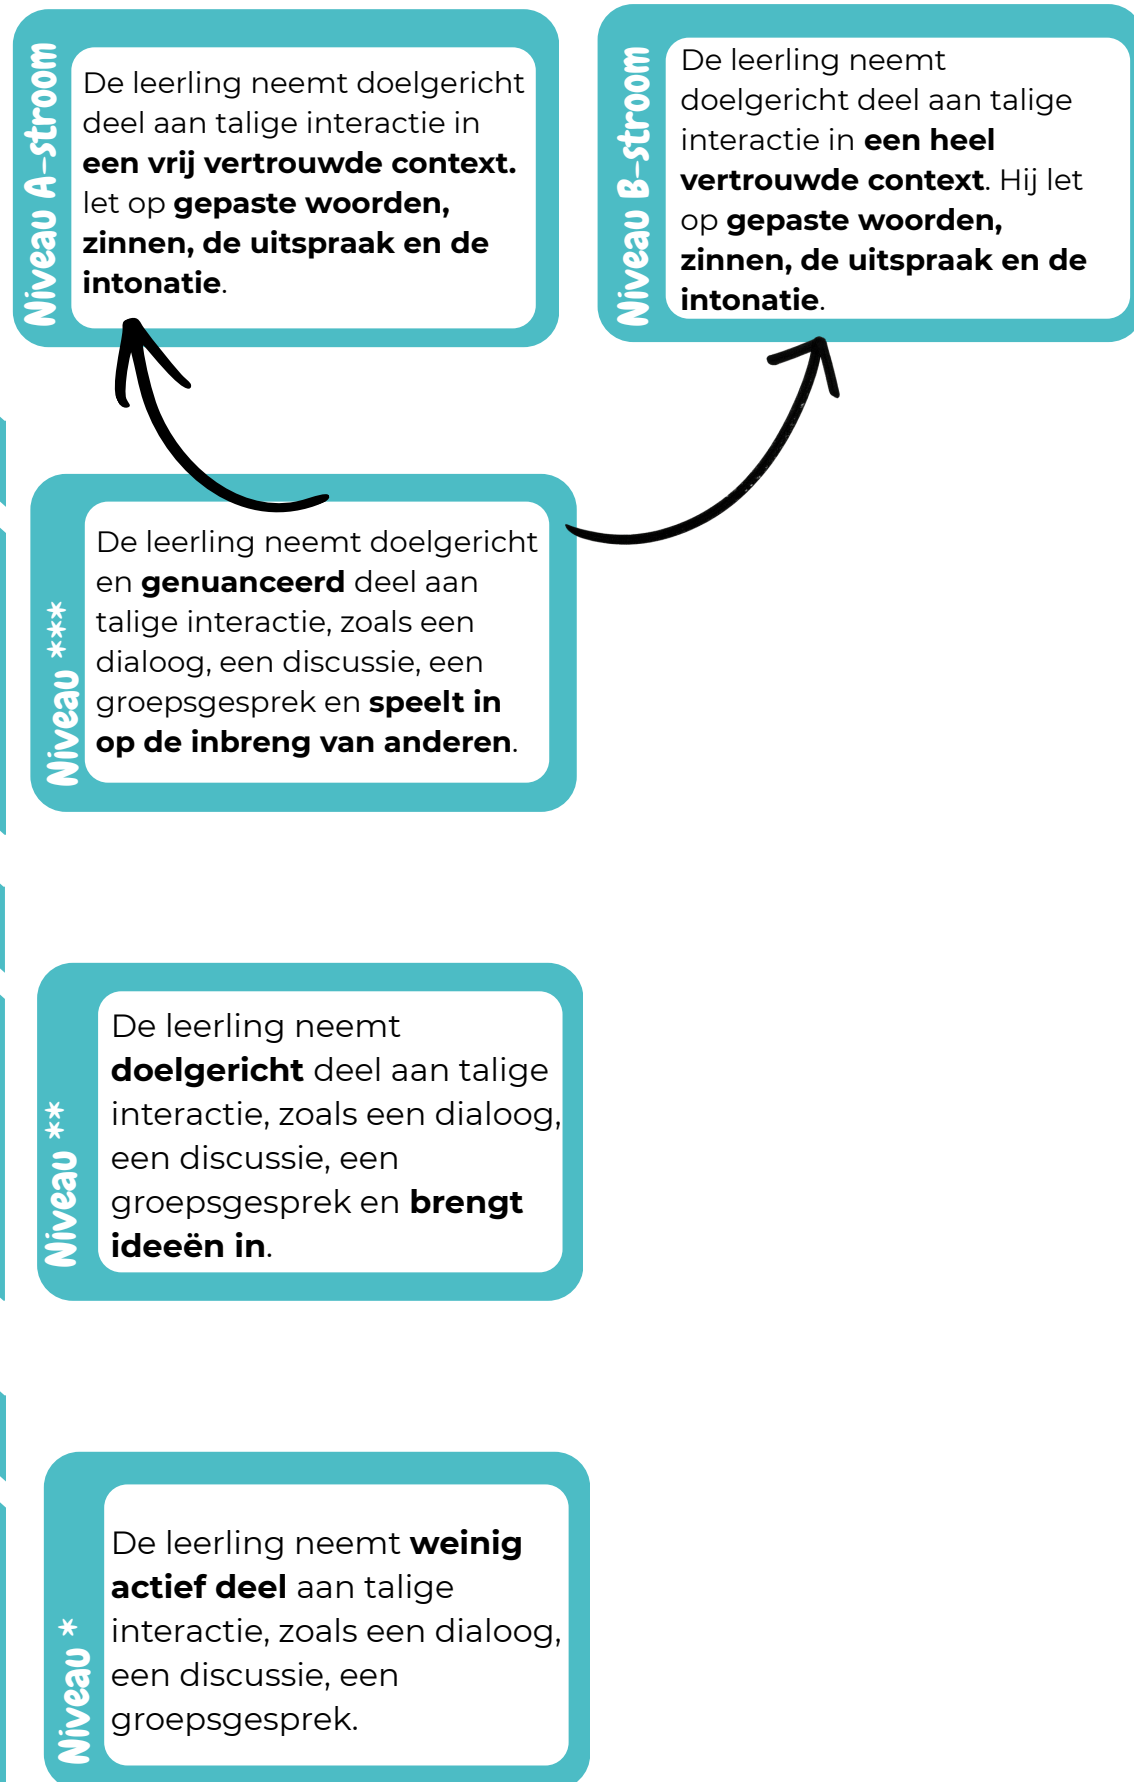 Niveau A-stroom
De leerling neemt doelgericht
deel aan talige interactie in
een vrij vertrouwde context.
let op gepaste woorden,
zinnen, de uitspraak en de
intonatie.
Niveau B-stroom
De leerling neemt
doelgericht deel aan talige
interactie in een heel
vertrouwde context. Hij let
op gepaste woorden,
zinnen, de uitspraak en de
intonatie.
Niveau ***
De leerling neemt doelgericht
en genuanceerd deel aan
talige interactie, zoals een
dialoog, een discussie, een
groepsgesprek en speelt in
op de inbreng van anderen.
Niveau **
De leerling neemt
doelgericht deel aan talige
interactie, zoals een dialoog,
een discussie, een
groepsgesprek en brengt
ideeën in.
Niveau *
De leerling neemt weinig
actief deel aan talige
interactie, zoals een dialoog,
een discussie, een
groepsgesprek.